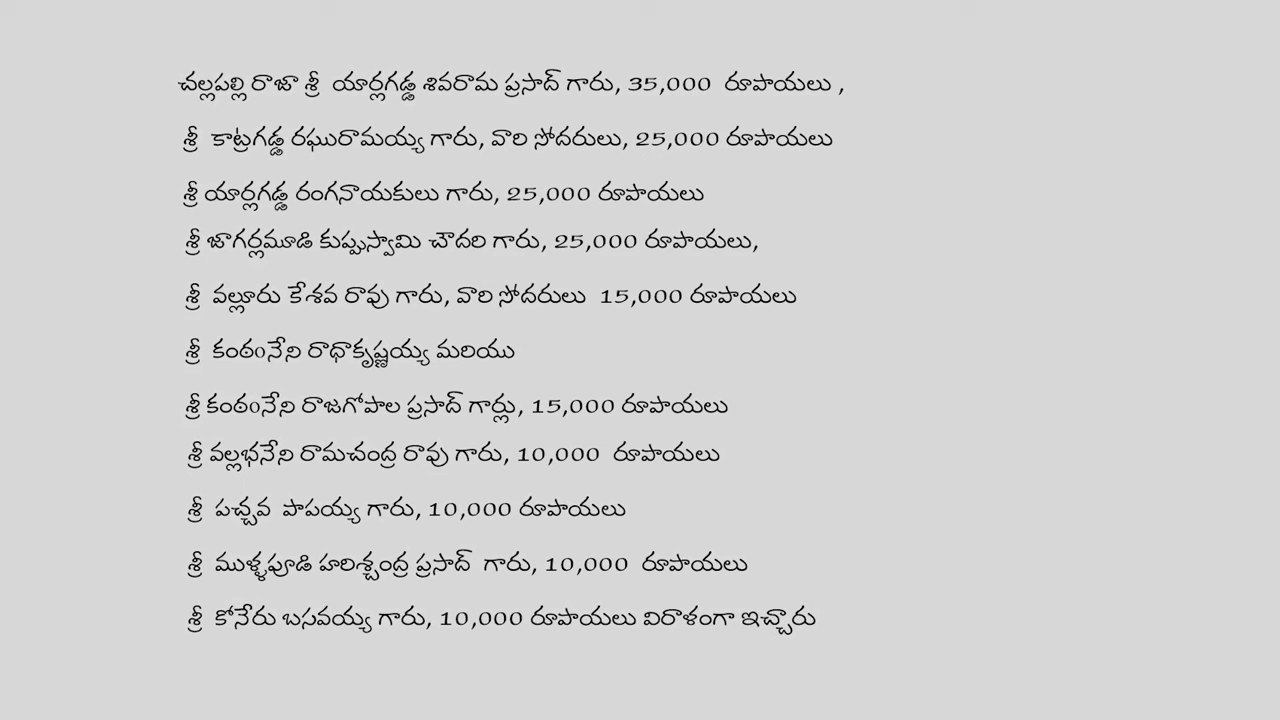 చల్లపల్లి రాజా శ్రీ యార్లగడ్డ శివరామ ప్రసాద్ గారు, 35,000 రూపాయలు ,
శ్రీ కాట్రగడ్డ రఘురామయ్య గారు, వారి సోదరులు, 25,000 రూపాయలు
శ్రీ యార్లగడ్డ రంగనాయకులు గారు, 25,000 రూపాయలు
శ్రీ జాగర్లమూడి కుప్పుస్వామి చౌదరి గారు, 25,000 రూపాయలు,
శ్రీ వల్లూరు కేశవ రావు గారు, వారి సోదరులు 15,000 రూపాయలు
శ్రీ కంఠంనేని రాధాకృష్ణయ్య మరియు
శ్రీ కంఠంనేని రాజగోపాల ప్రసాద్ గార్లు, 15,000 రూపాయలు
శ్రీ వల్లభనేని రామచంద్ర రావు గారు, 10,000 రూపాయలు
శ్రీ పచ్చవ పాపయ్య గారు, 10,000 రూపాయలు
శ్రీ ముళ్ళపూడి హరిశ్చంద్ర ప్రసాద్ గారు, 10,000 రూపాయలు
శ్రీ కోనేరు బసవయ్య గారు, 10,000 రూపాయలు విరాళంగా ఇచ్చారు